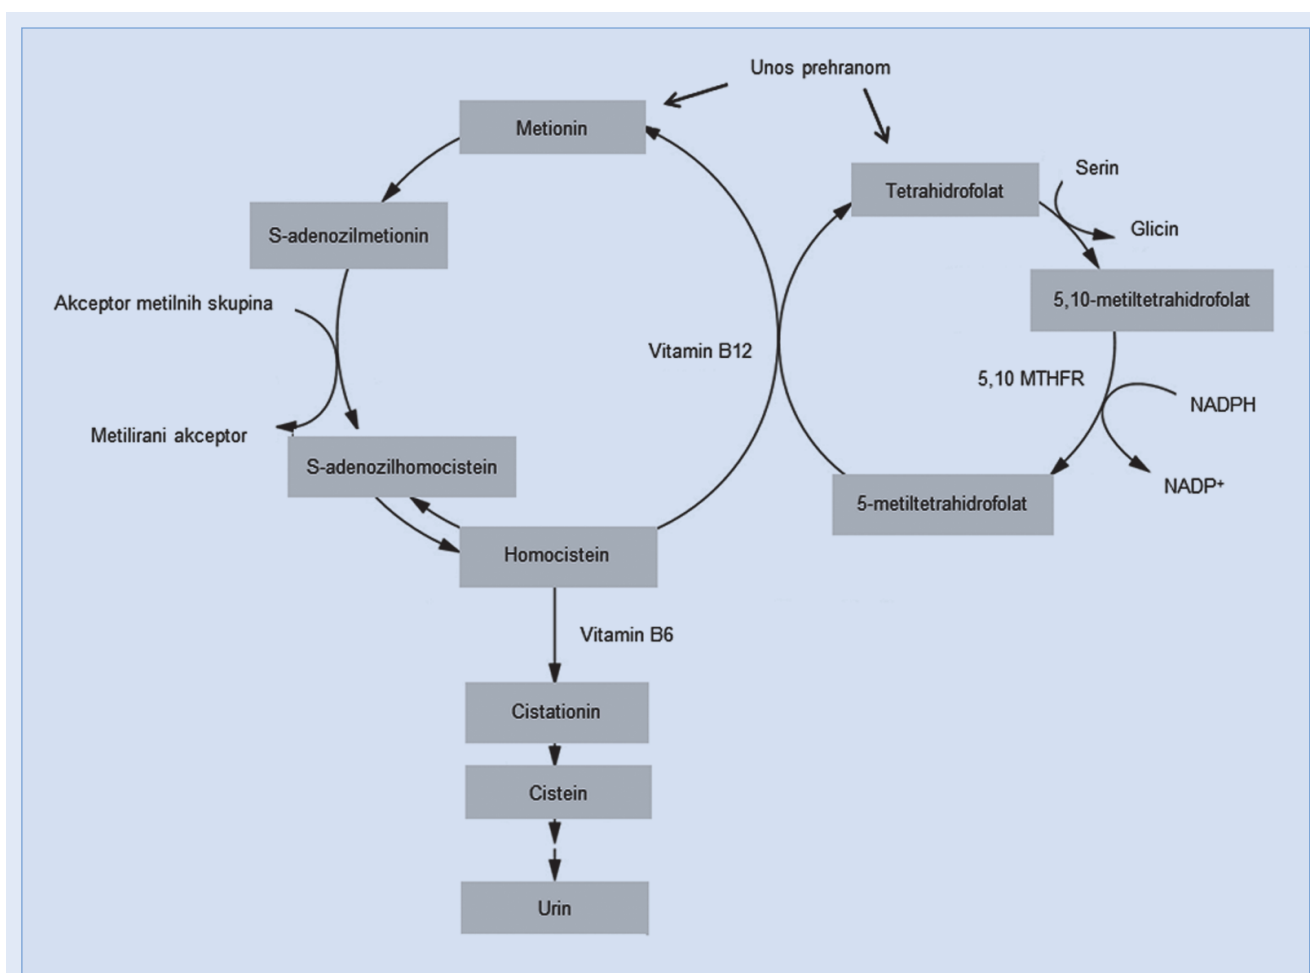 Unos prehranom
Metionin
Tetrahidrofolat
Serin
Glicin
S-adenozilmetionin
5,10-metiltetrahidrofolat
Akceptor metilnih skupina
Vitamin B12
5,10 MTHFR
NADPH
Metilirani akceptor
S-adenozilhomocistein
NADP+
5-metiltetrahidrofolat
Homocistein
Vitamin B6
Cistationin
Cistein
Urin